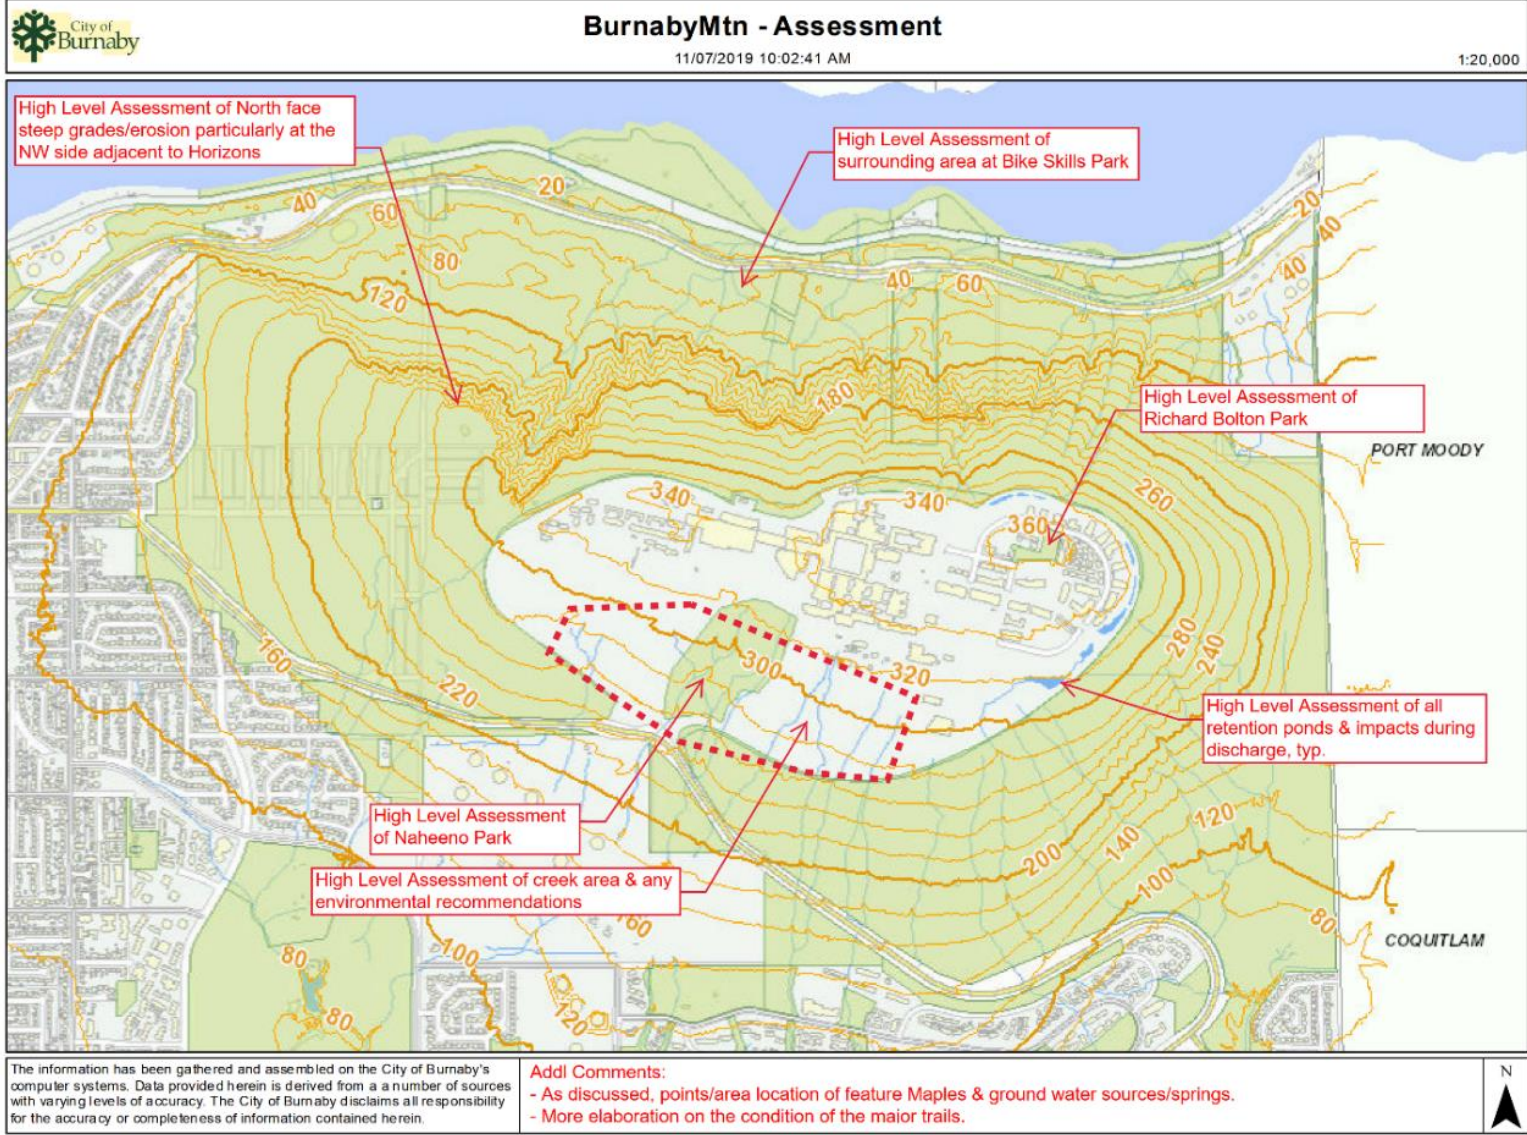 City of
Burnaby
BurnabyMtn - Assessment
11/07/2019 10:02:41 AM
1:20,000
High Level Assessment of North face
steep grades/erosion particularly at the
NW side adjacent to Horizons
High Level Assessment of
surrounding area at Bike Skills Park
20
40
60
80
120
20
40
40
40
60
180
High Level Assessment of
Richard Bolton Park
PORT MOODY
340
340
360
260
280
240
160
220
300
320
High Level Assessment of all
retention ponds & impacts during
discharge, typ.
High Level Assessment
of Naheeno Park
High Level Assessment of creek area & any
environmental recommendations
200
140
120
100
80
160
100
80
80
120
COQUITLAM
The information has been gathered and assembled on the City of Burnaby's
computer systems. Data provided herein is derived from a a number of sources
with varying levels of accuracy. The City of Burnaby disclaims all responsibility
for the accuracy or completeness of information contained herein.
Addl Comments:
- As discussed, points/area location of feature Maples & ground water sources/springs.
- More elaboration on the condition of the major trails.
N